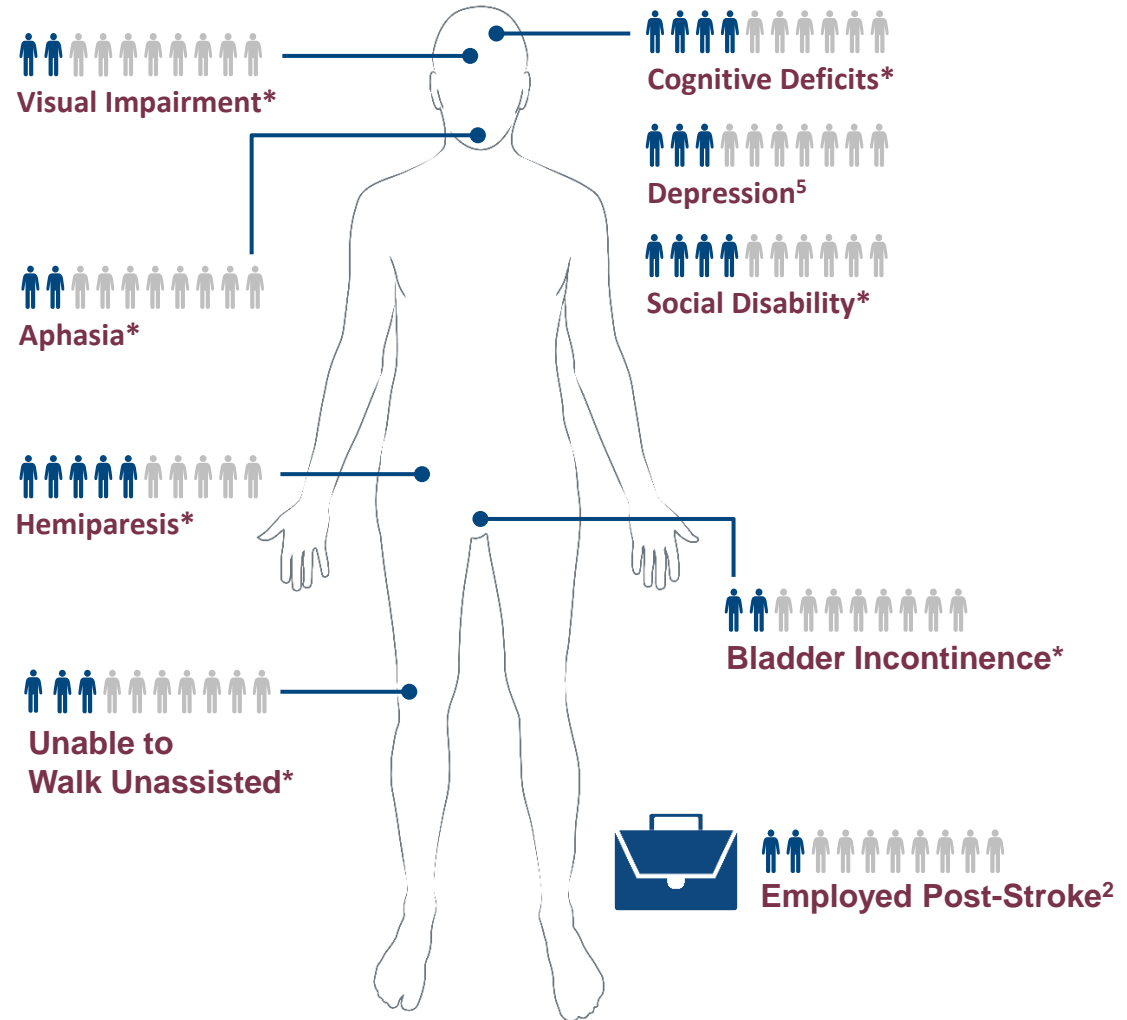 Visual Impairment*
Cognitive Deficits*
Depression⁵
Social Disability*
Aphasia*
Hemiparesis*
Bladder Incontinence*
Unable to
Walk Unassisted*
Employed Post-Stroke²